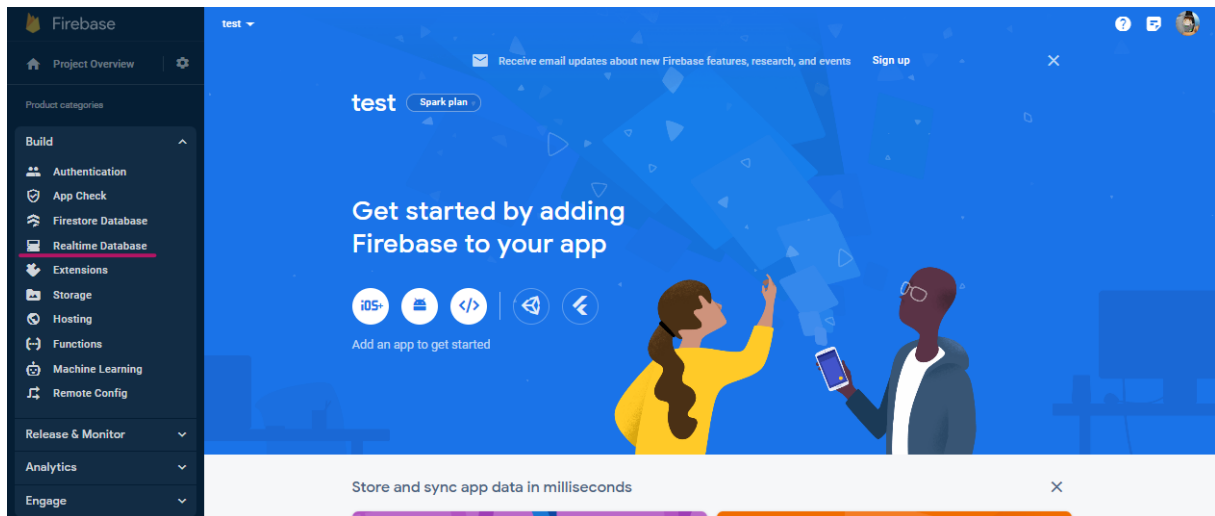 Firebase
Project Overview
Product categories
Build
Authentication
App Check
Firestore Database
Realtime Database
Extensions
Storage
Hosting
Functions
Machine Learning
Remote Config
Release & Monitor
Analytics
Engage
test
Receive email updates about new Firebase features, research, and events Sign up
test Spark plan
Get started by adding
Firebase to your app
iOS+ </>
Add an app to get started
Store and sync app data in milliseconds